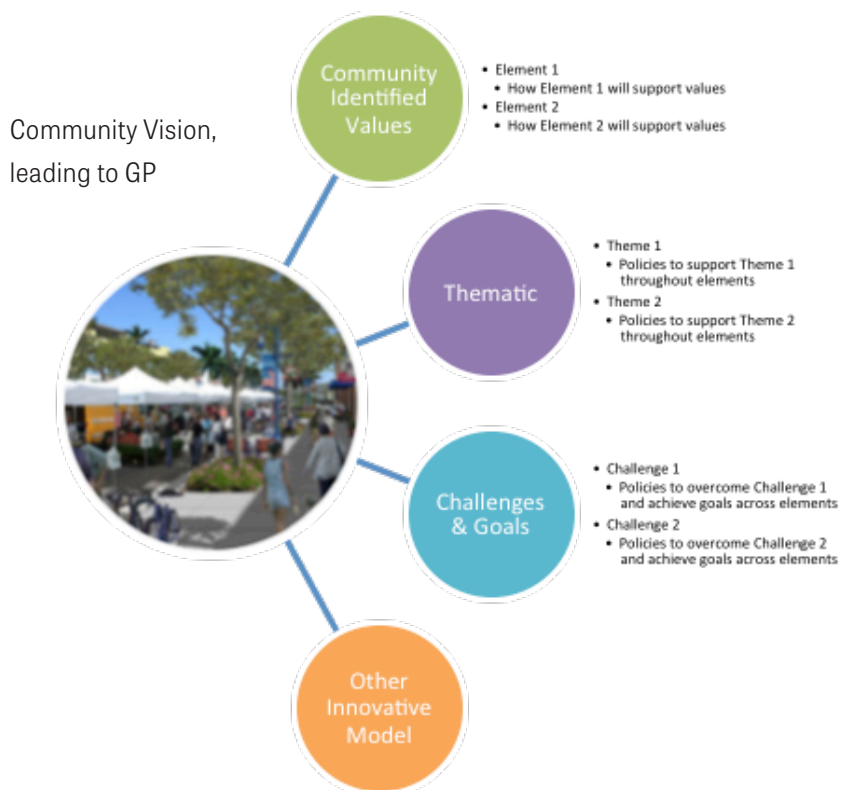 Community Vision,
leading to GP
Community
Identified
Values
• Element 1
• How Element 1 will support values
• Element 2
• How Element 2 will support values
Thematic
• Theme 1
• Policies to support Theme 1
throughout elements
• Theme 2
• Policies to support Theme 2
throughout elements
Challenges
& Goals
• Challenge 1
• Policies to overcome Challenge 1
and achieve goals across elements
• Challenge 2
• Policies to overcome Challenge 2
and achieve goals across elements
Other
Innovative
Model